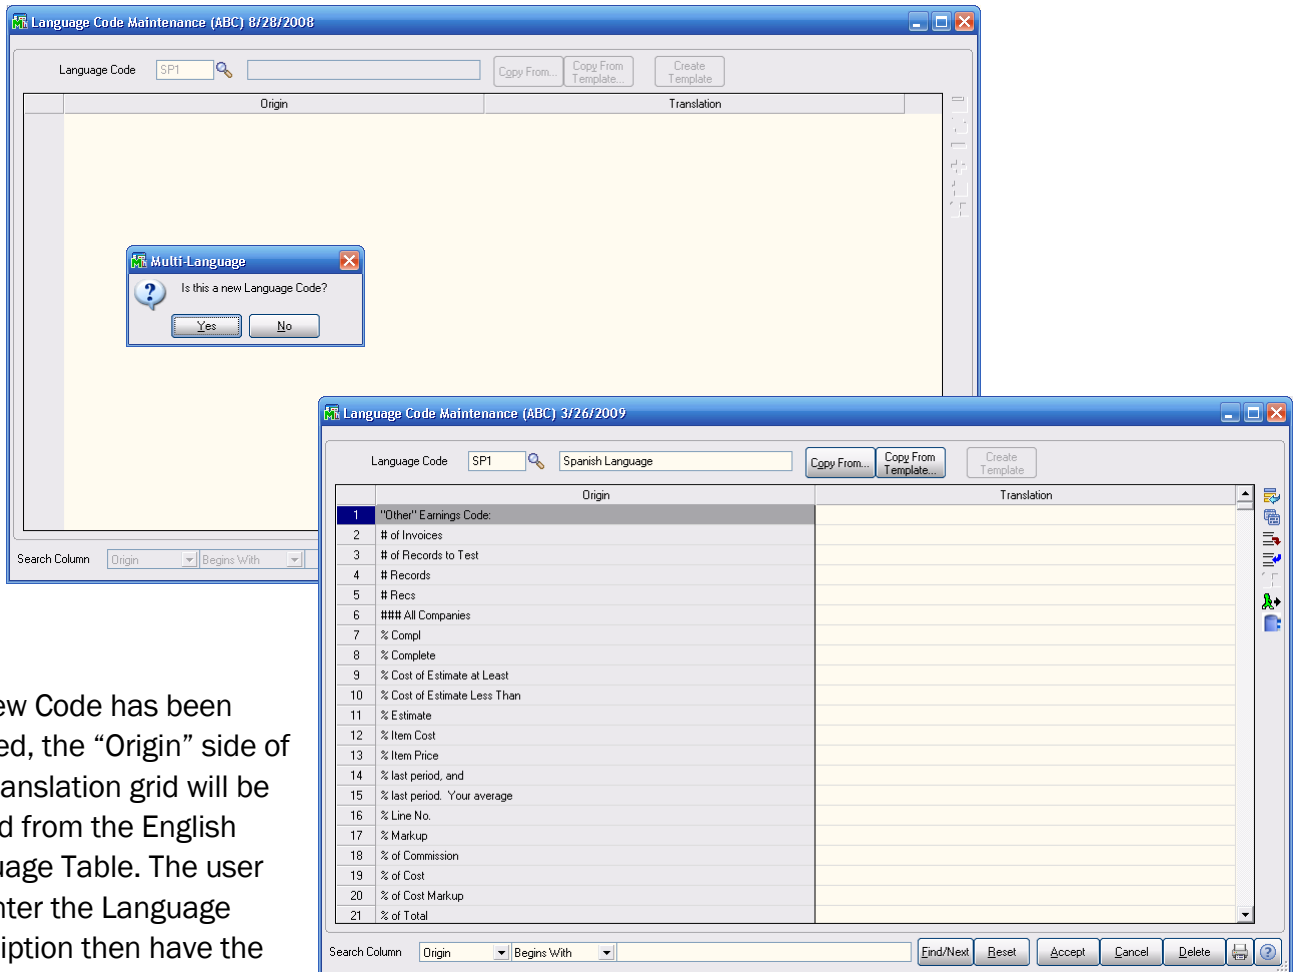 Language Code Maintenance (ABC) 8/28/2008
Language Code SP1 Copy From... Copy From Template... Create Template
Origin Translation
Multi-Language
Is this a new Language Code?
Yes No
Search Column Origin Begins With
Language Code Maintenance (ABC) 3/26/2009
Language Code SP1 Spanish Language Copy From... Copy From Template... Create Template
Origin Translation
1 "Other" Earnings Code:
2 # of Invoices
3 # of Records to Test
4 # Records
5 # Recs
6 ### All Companies
7 % Compl
8 % Complete
9 % Cost of Estimate at Least
10 % Cost of Estimate Less Than
11 % Estimate
12 % Item Cost
13 % Item Price
14 % last period, and
15 % last period. Your average
16 % Line No.
17 % Markup
18 % of Commission
19 % of Cost
20 % of Cost Markup
21 % of Total
Search Column Origin Begins With Find/Next Reset Accept Cancel Delete
ew Code has been
ed, the “Origin” side of
ranslation grid will be
d from the English
uage Table. The user
nter the Language
iption then have the